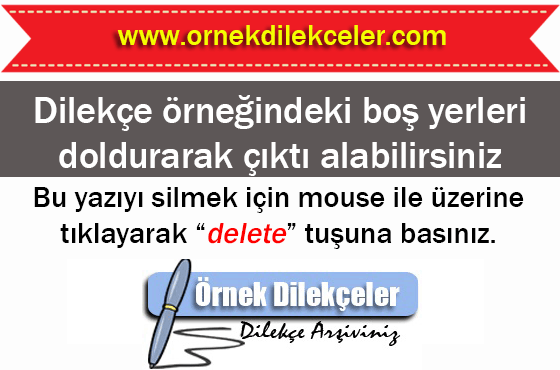 www.ornekdilekceler.com
Dilekçe örneğindeki boş yerleri
doldurarak çıktı alabilirsiniz
Bu yazıyı silmek için mouse ile üzerine
tıklayarak “delete” tuşuna basınız.
Örnek Dilekçeler
Dilekçe Arşiviniz